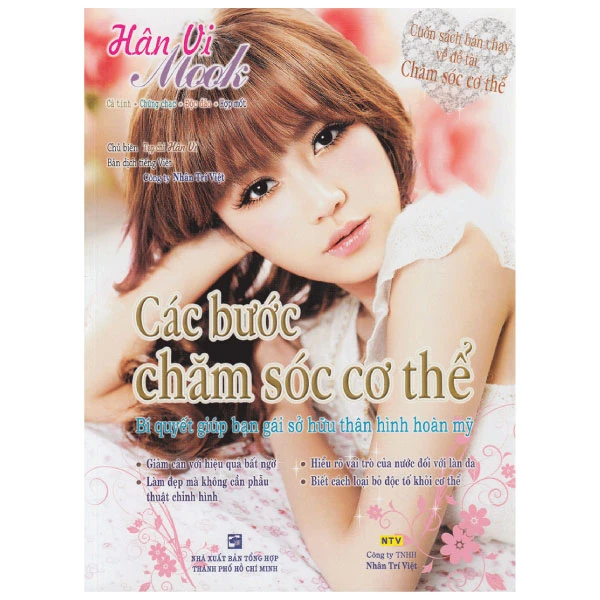 Hân Vi
Mook
Cá tính • Chững chạc • Độc đáo • Hợp mốt
Cuốn sách bán chạy
về đề tài
Chăm sóc cơ thể
Chủ biên: Tạp chí Hân Vi
Bản dịch tiếng Việt:
Công ty Nhân Trí Việt
Các bước
chăm sóc cơ thể
Bí quyết giúp bạn gái sở hữu thân hình hoàn mỹ
• Giảm cân với hiệu quả bất ngờ
• Làm đẹp mà không cần phẫu
thuật chỉnh hình
• Hiểu rõ vai trò của nước đối với làn da
• Biết cách loại bỏ độc tố khỏi cơ thể
NHÀ XUẤT BẢN TỔNG HỢP
THÀNH PHỐ HỒ CHÍ MINH
NTV
Công ty TNHH
Nhân Trí Việt